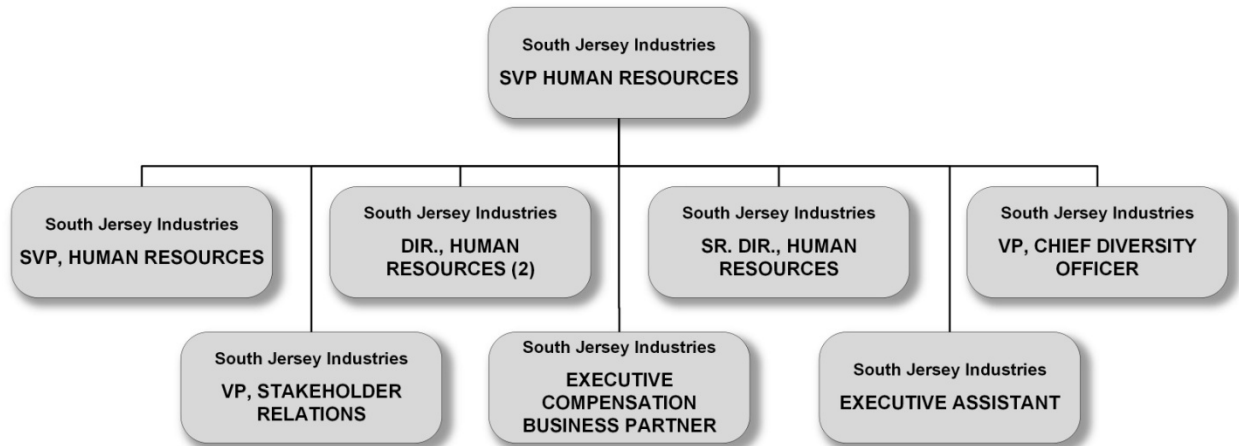 South Jersey Industries
SVP HUMAN RESOURCES
South Jersey Industries
SVP, HUMAN RESOURCES
South Jersey Industries
DIR., HUMAN
RESOURCES (2)
South Jersey Industries
SR. DIR., HUMAN
RESOURCES
South Jersey Industries
VP, CHIEF DIVERSITY
OFFICER
South Jersey Industries
VP, STAKEHOLDER
RELATIONS
South Jersey Industries
EXECUTIVE
COMPENSATION
BUSINESS PARTNER
South Jersey Industries
EXECUTIVE ASSISTANT